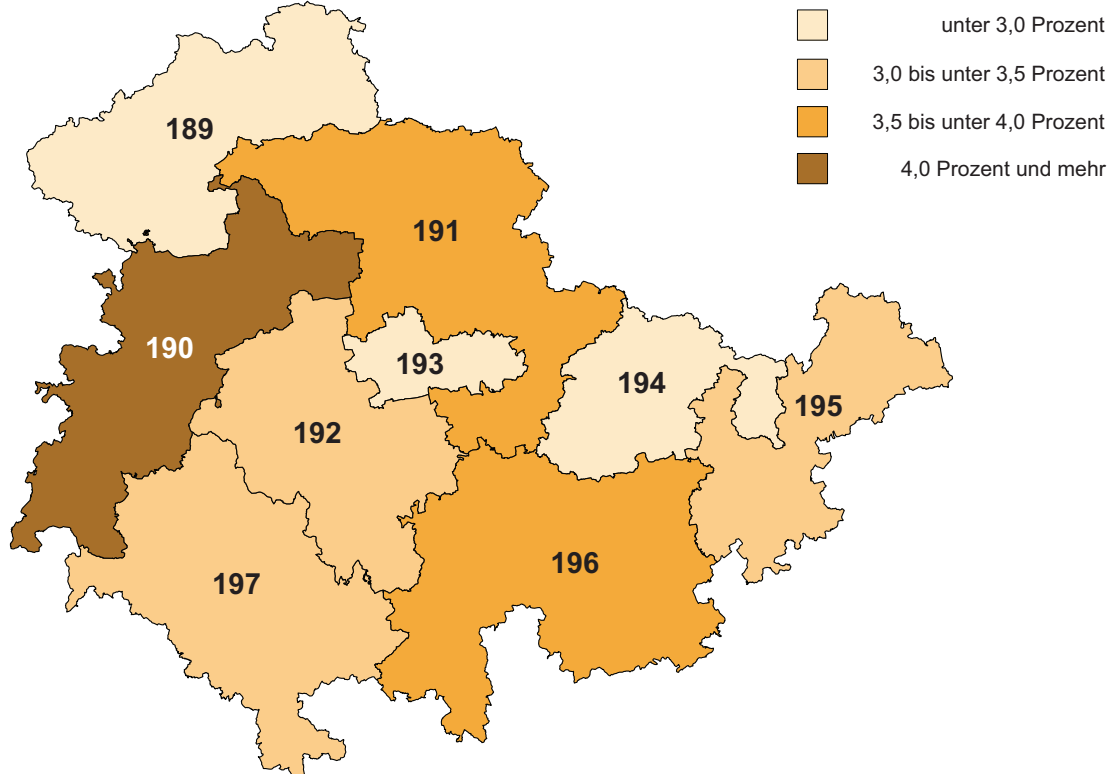 unter 3,0 Prozent
3,0 bis unter 3,5 Prozent
3,5 bis unter 4,0 Prozent
4,0 Prozent und mehr
189
191
190
193
194
195
192
196
197